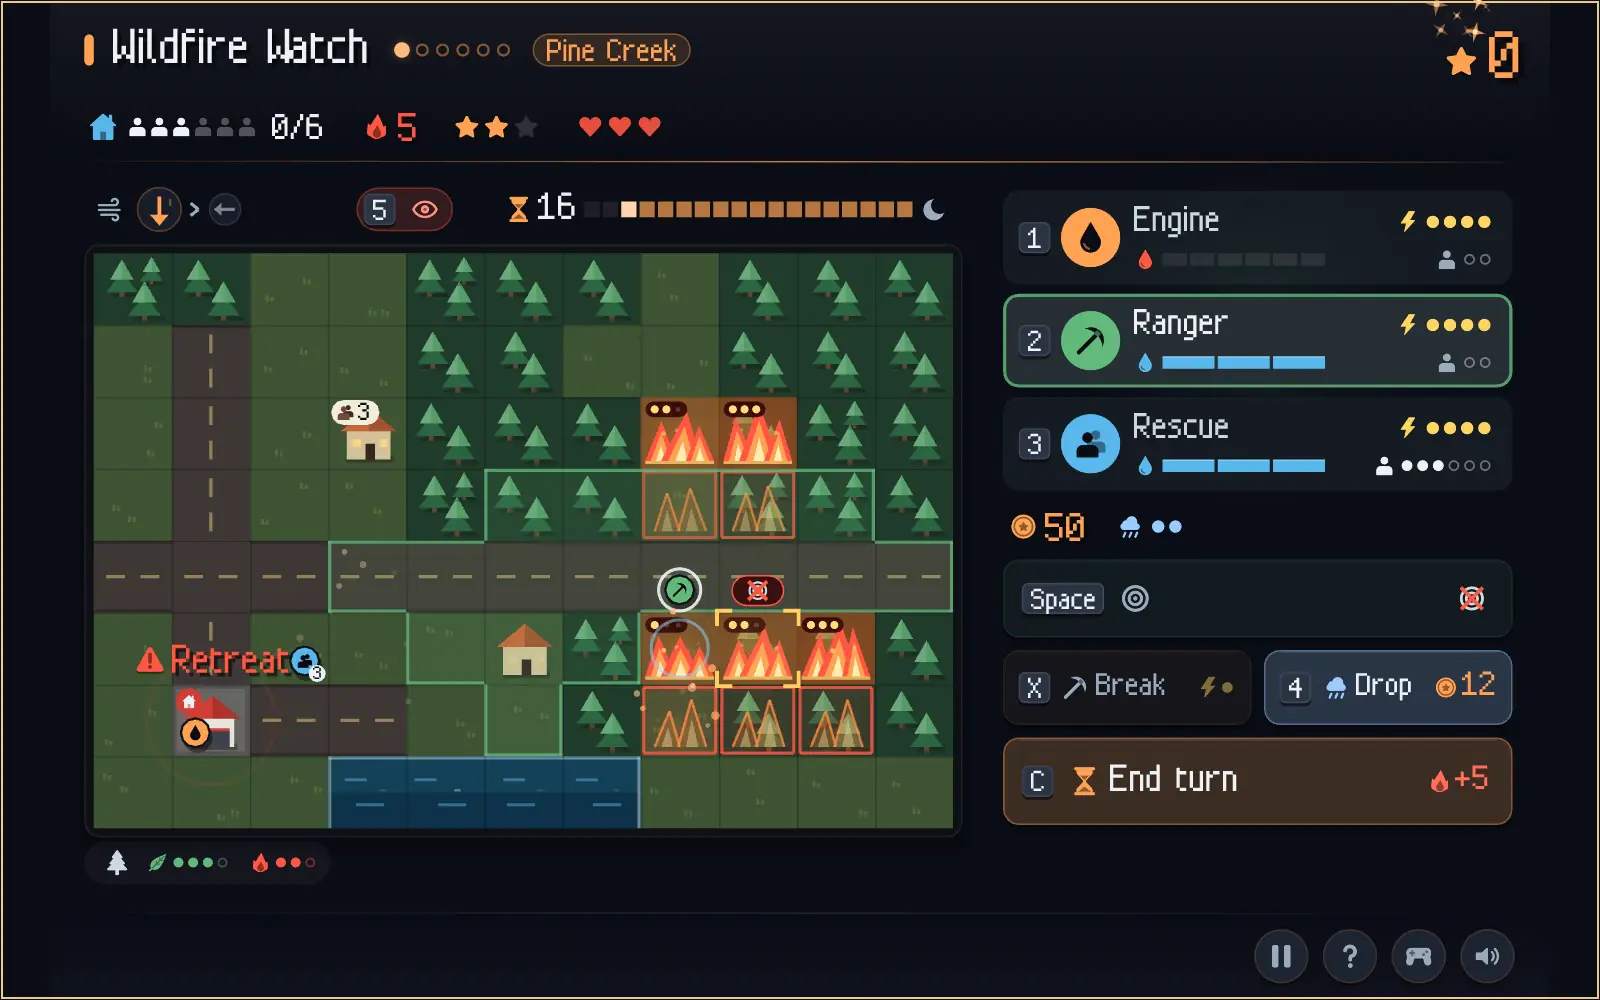 Wildfire Watch
Pine Creek
0
0/6
5
5
16
3
Retreat
3
1
Engine
2
Ranger
3
Rescue
50
Space
X
Break
4
Drop
12
C
End turn
+5
?